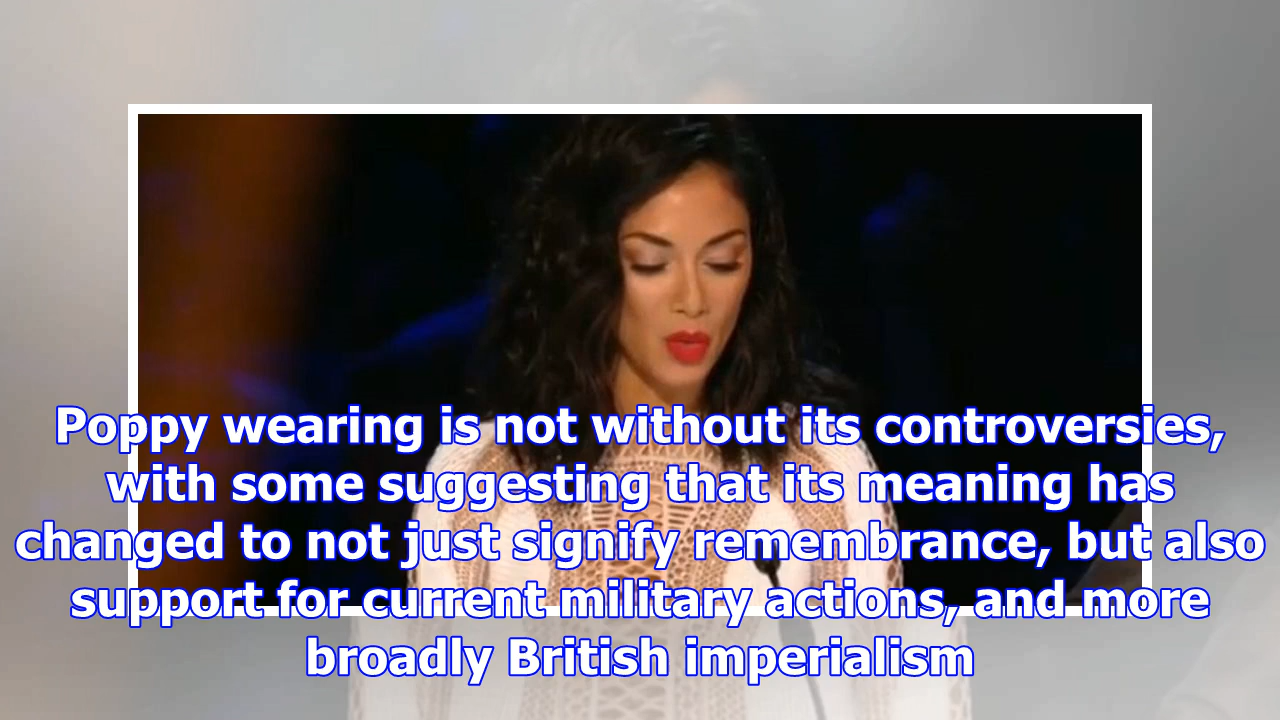 Poppy wearing is not without its controversies,
with some suggesting that its meaning has
changed to not just signify remembrance, but also
support for current military actions, and more
broadly British imperialism